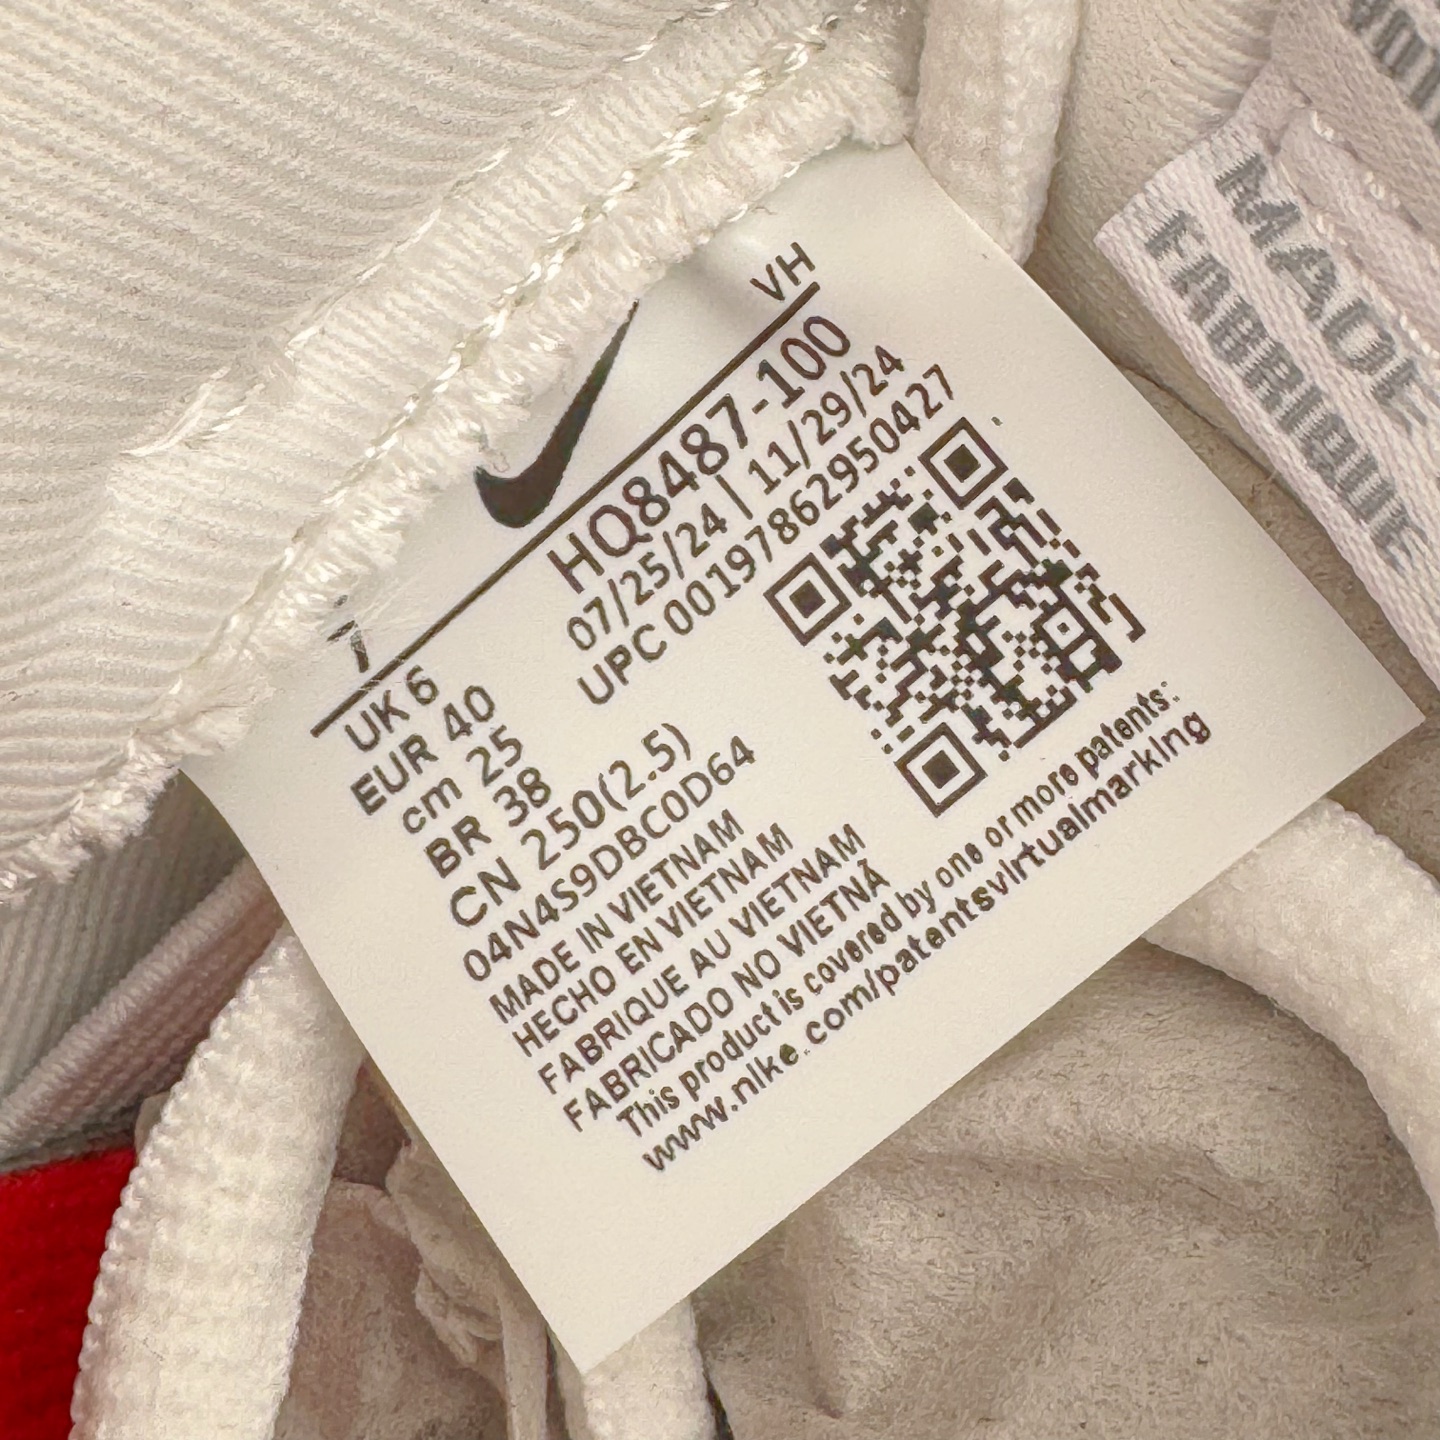 VH
7
HQ8487-100
07/25/24 | 11/29/24
UPC 00197862950427
UK 6
EUR 40
cm 25
BR 38
CN 250(2.5)
04N4S9DBC0D64
MADE IN VIETNAM
HECHO EN VIETNAM
FABRIQUE AU VIETNAM
FABRICADO NO VIETNÃ
This product is covered by one or more patents:
www.nike.com/patentsvirtualmarking
MADE